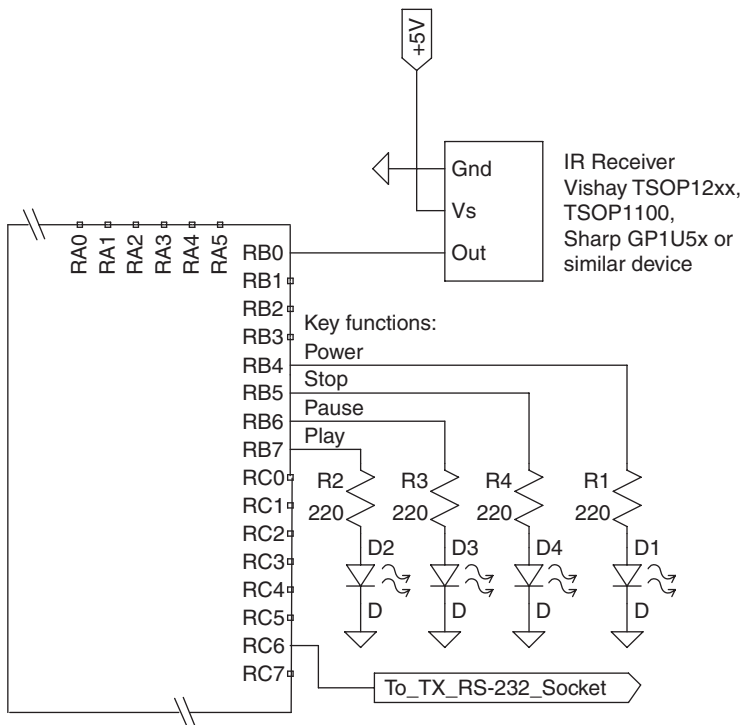 +5V
Gnd
Vs
Out
IR Receiver
Vishay TSOP12xx,
TSOP1100,
Sharp GP1U5x or
similar device
RA0
RA1
RA2
RA3
RA4
RA5
RB0
RB1
RB2
RB3
Key functions:
RB4
Power
RB5
Stop
RB6
Pause
RB7
Play
RC0
RC1
RC2
RC3
RC4
RC5
RC6
RC7
R2
220
R3
220
R4
220
R1
220
D2
D
D3
D
D4
D
D1
D
To_TX_RS-232_Socket